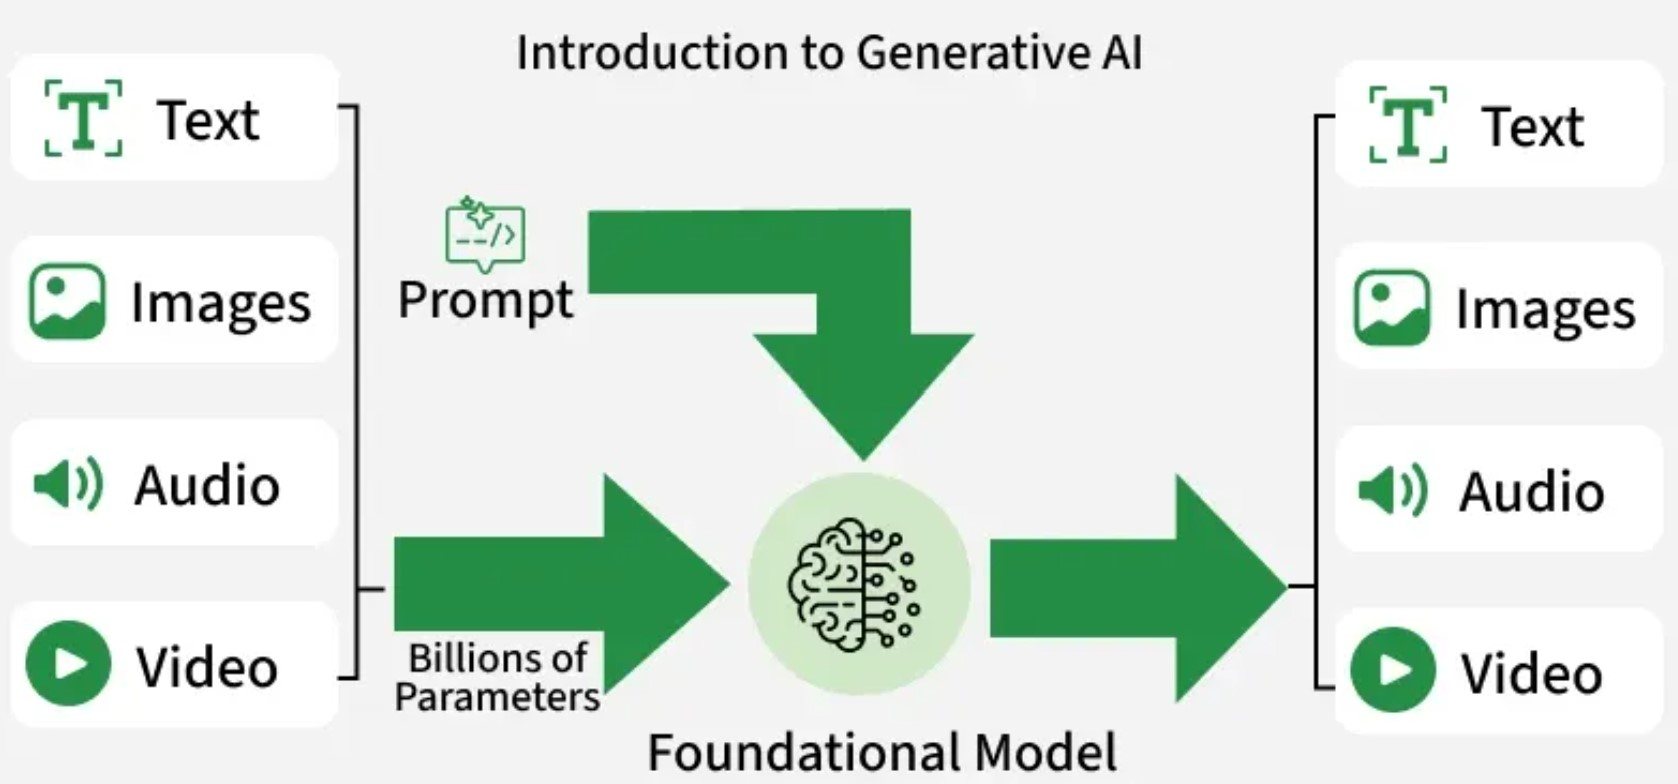 Introduction to Generative AI
Text
Images
Audio
Video
Prompt
Billions of
Parameters
Foundational Model
Text
Images
Audio
Video